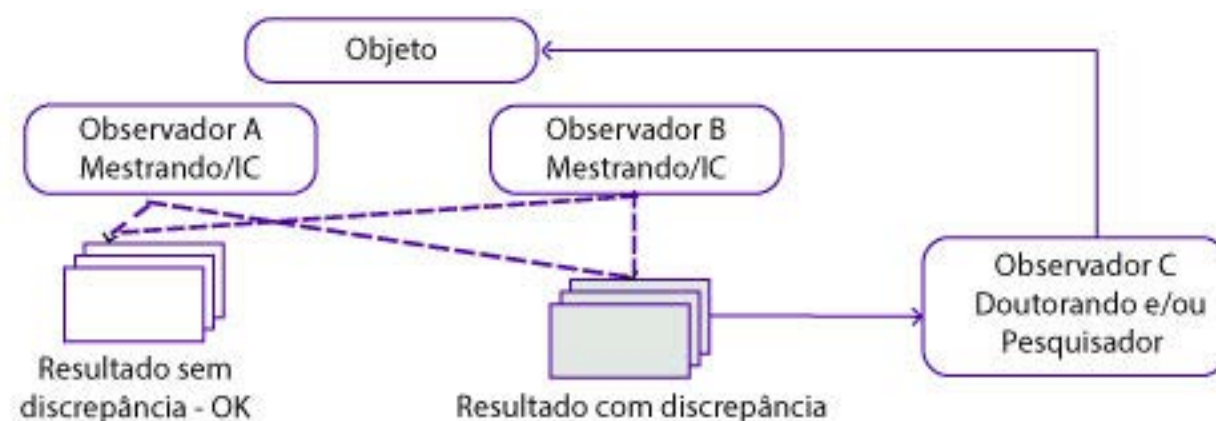 Objeto
Observador A
Mestrando/IC
Observador B
Mestrando/IC
Observador C
Doutorando e/ou
Pesquisador
Resultado sem
discrepância - OK
Resultado com discrepância